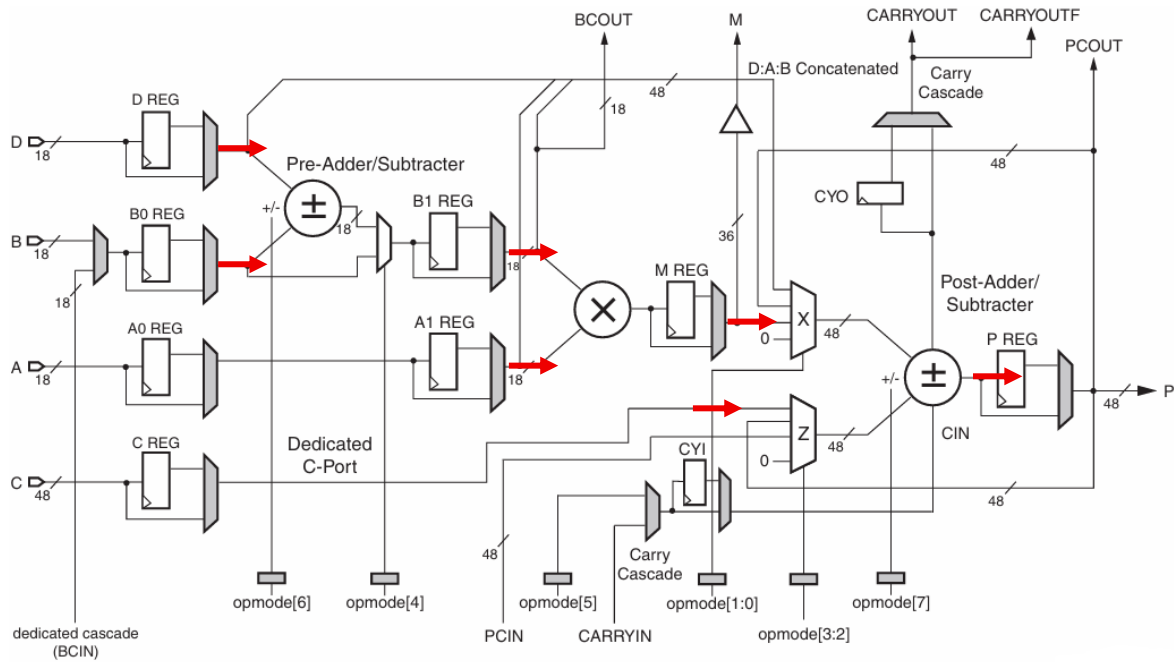 CARRYOUT
CARRYOUTF
BCOUT
M
PCOUT
D:A:B Concatenated
Carry
Cascade
48
D REG
18
D
18
Pre-Adder/Subtracter
48
+/-
±
18
B1 REG
CYO
B0 REG
B
18
18
36
M REG
Post-Adder/
Subtracter
18
×
A0 REG
A1 REG
X
48
P REG
0
A
18
18
+/-
±
48
P
Z
48
CIN
C REG
Dedicated
C-Port
CYI
0
C
48
48
48
Carry
Cascade
opmode[6]
opmode[4]
opmode[5]
opmode[1:0]
opmode[7]
dedicated cascade
(BCIN)
PCIN
CARRYIN
opmode[3:2]